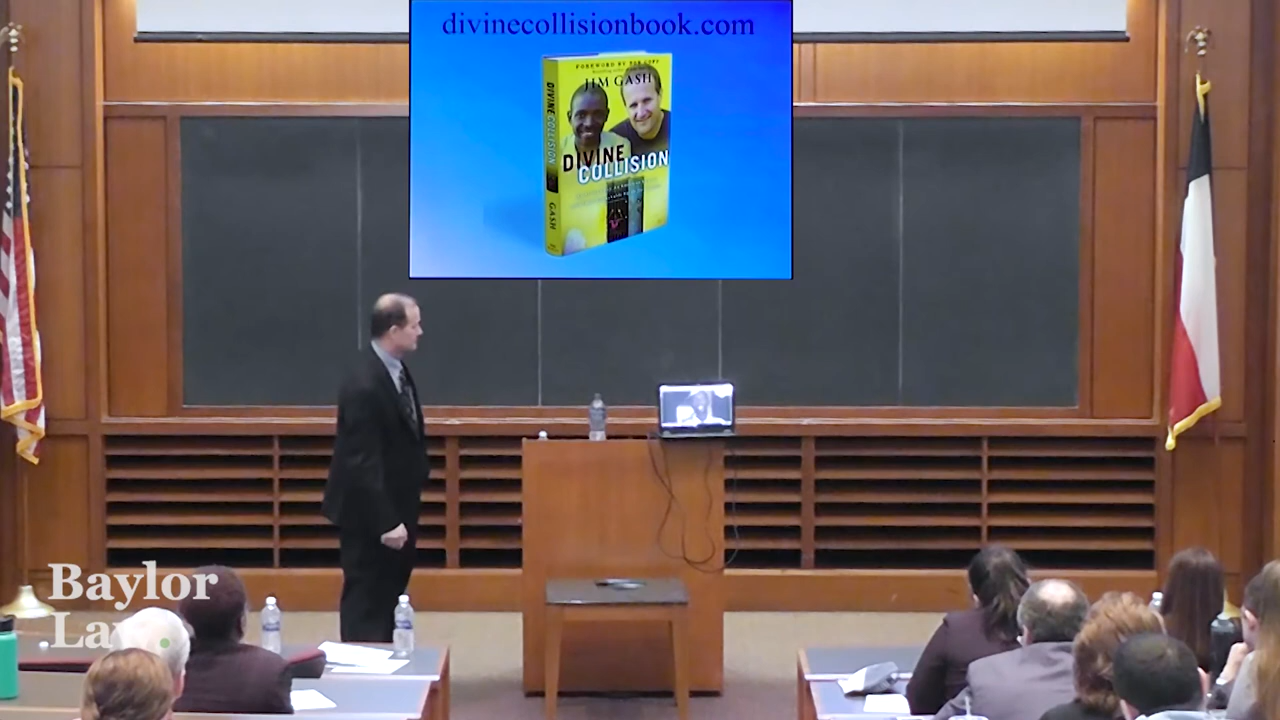 divinecollisionbook.com
FOREWORD BY
JIM GASH
DIVINE
COLLISION
DIVINE COLLISION
GASH
Baylor
Law